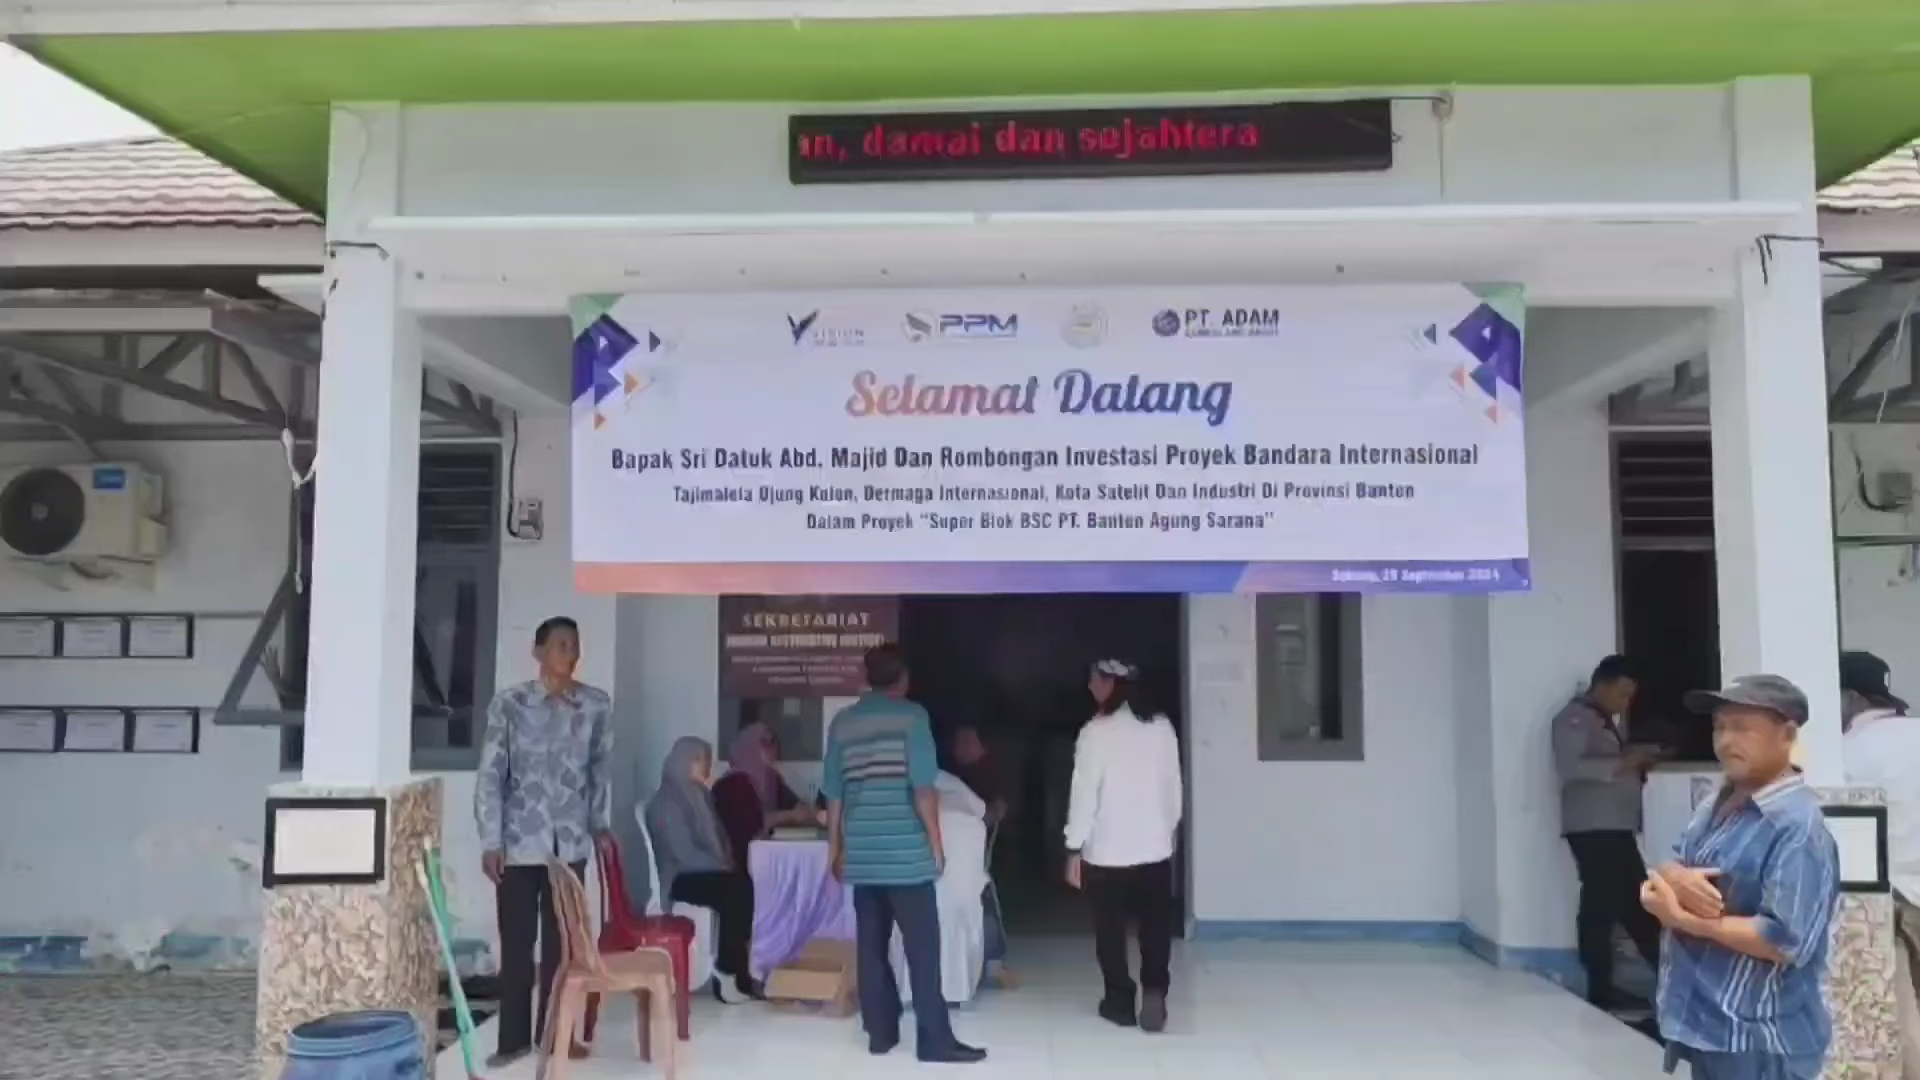 an, damai dan sejahtera
VISION
PPM
PT. ADAM
Selamat Datang
Bapak Sri Datuk Abd. Majid Dan Rombongan Investasi Proyek Bandara Internasional
Tajimalela Ujung Kulon, Dermaga Internasional, Kota Satelit Dan Industri Di Provinsi Banten
Dalam Proyek "Super Blok BSC PT. Banten Agung Sarana"
September 2024
SEKRETARIAT